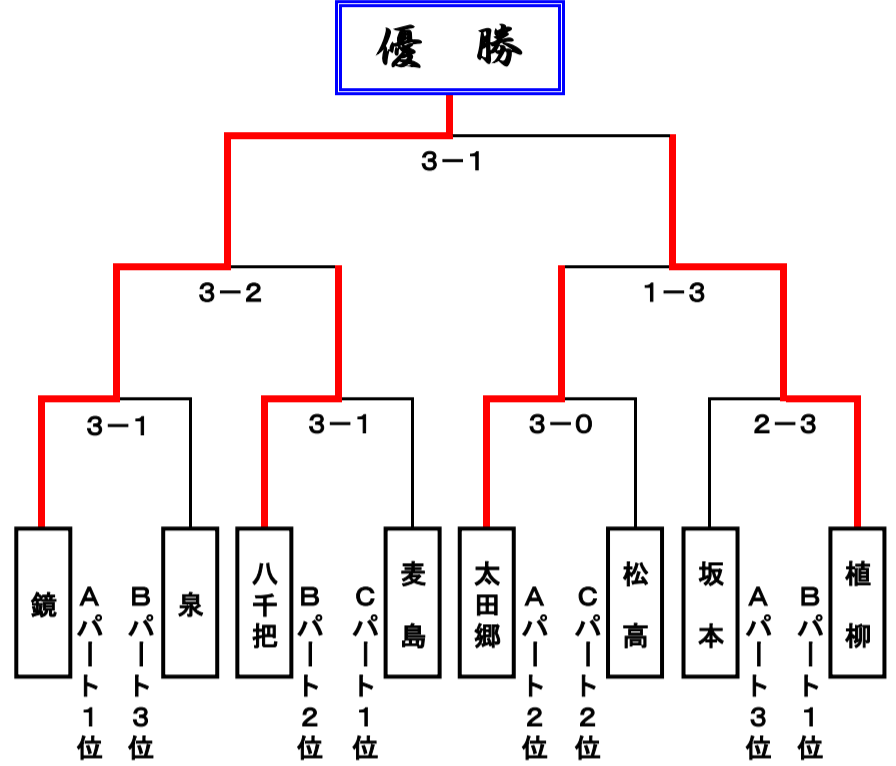 優　勝
3－1
3－2
1－3
3－1
3－1
3－0
2－3
鏡
Aパート1位
Bパート3位
泉
八千把
Bパート2位
Cパート1位
麦島
太田郷
Aパート2位
Cパート2位
松高
坂本
Aパート3位
Bパート1位
植柳